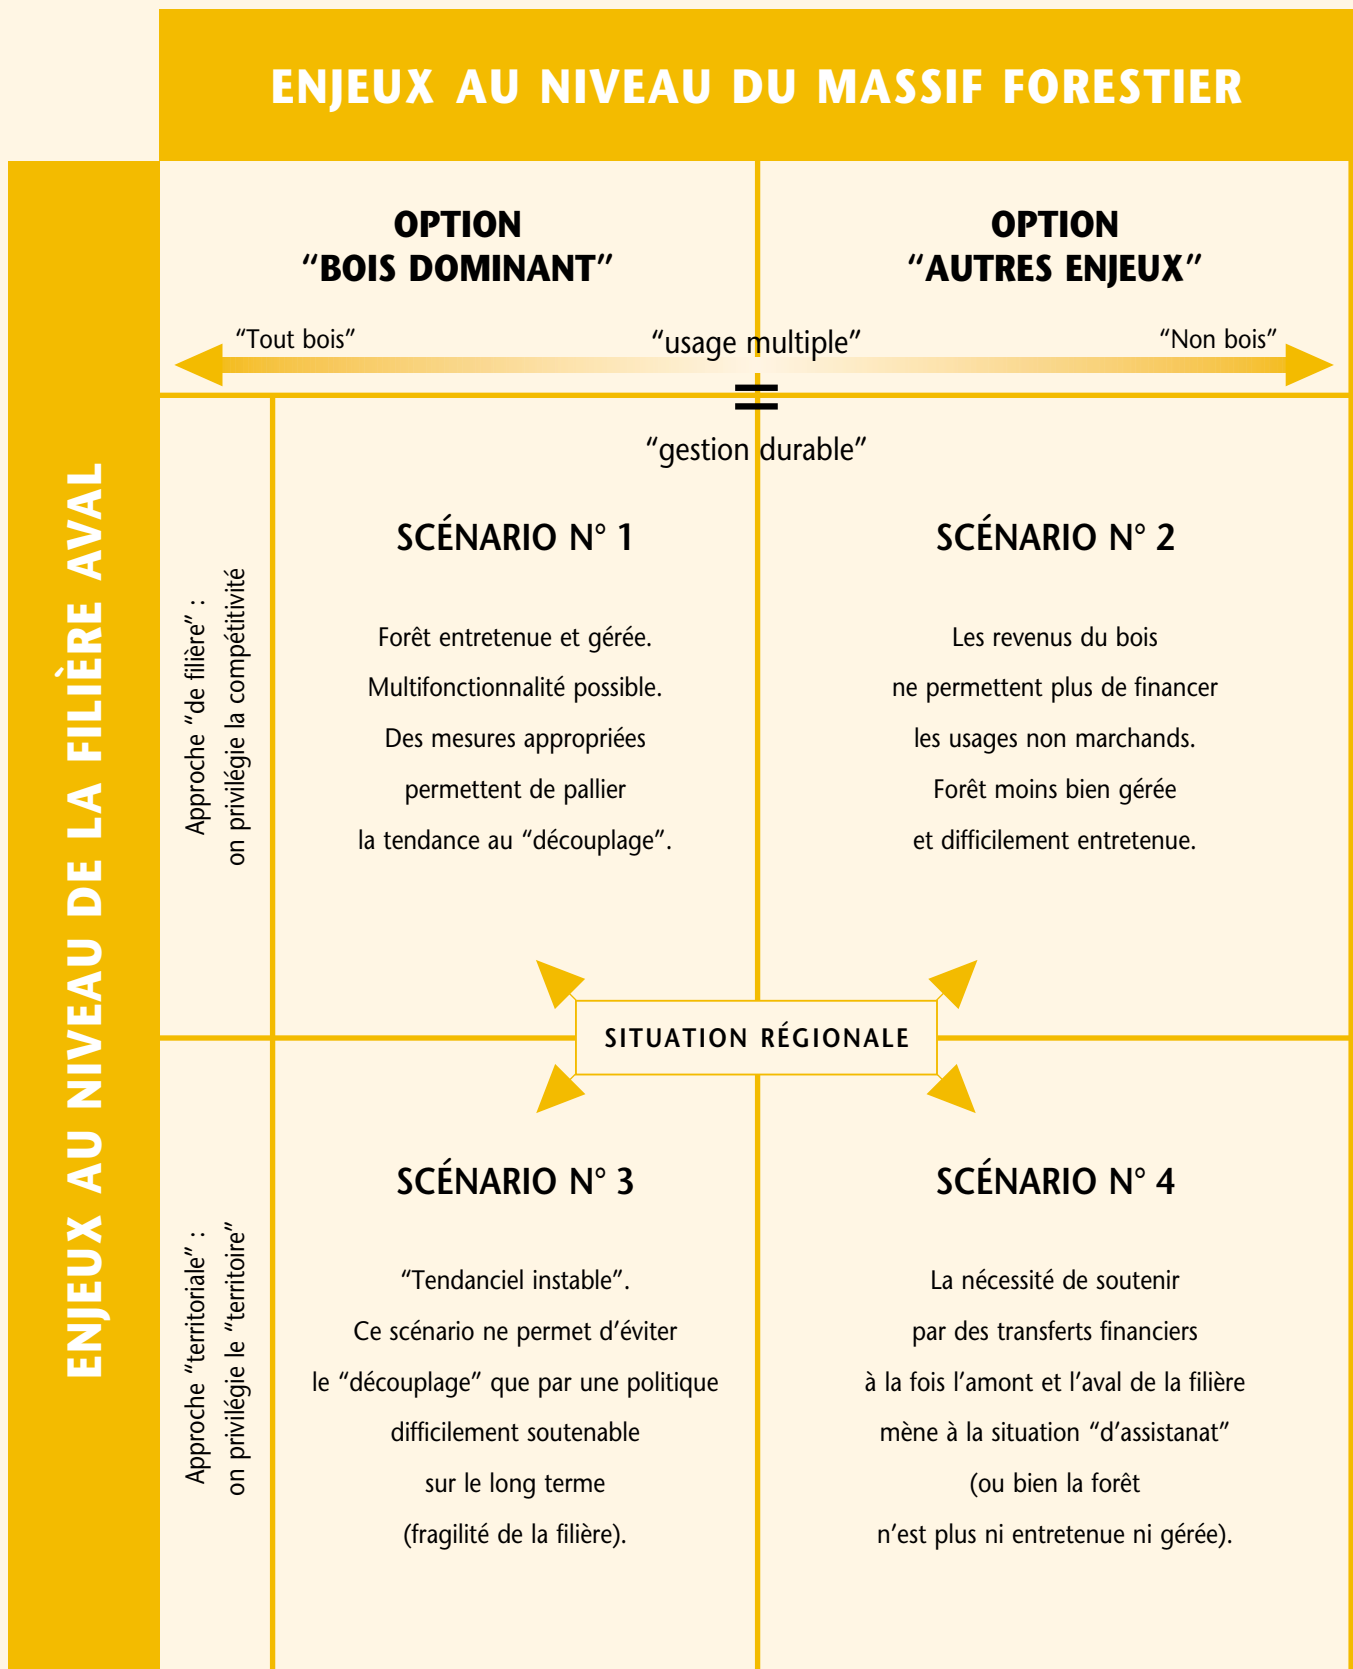 ENJEUX AU NIVEAU DU MASSIF FORESTIER
ENJEUX AU NIVEAU DE LA FILIÈRE AVAL
OPTION
“BOIS DOMINANT”
OPTION
“AUTRES ENJEUX”
“Tout bois”
“usage multiple”
“Non bois”
=
“gestion durable”
Approche “de filière” :
on privilégie la compétitivité
SCÉNARIO N° 1
Forêt entretenue et gérée.
Multifonctionnalité possible.
Des mesures appropriées
permettent de pallier
la tendance au “découplage”.
SCÉNARIO N° 2
Les revenus du bois
ne permettent plus de financer
les usages non marchands.
Forêt moins bien gérée
et difficilement entretenue.
SITUATION RÉGIONALE
Approche “territoriale” :
on privilégie le “territoire”
SCÉNARIO N° 3
“Tendanciel instable”.
Ce scénario ne permet d’éviter
le “découplage” que par une politique
difficilement soutenable
sur le long terme
(fragilité de la filière).
SCÉNARIO N° 4
La nécessité de soutenir
par des transferts financiers
à la fois l’amont et l’aval de la filière
mène à la situation “d’assistanat”
(ou bien la forêt
n’est plus ni entretenue ni gérée).